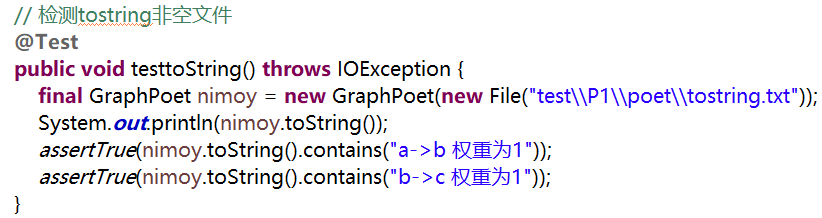 // 检测tostring非空文件
@Test
public void testtoString() throws IOException {
final GraphPoet nimoy = new GraphPoet(new File("test\\P1\\poet\\tostring.txt"));
System.out.println(nimoy.toString());
assertTrue(nimoy.toString().contains("a->b 权重为1"));
assertTrue(nimoy.toString().contains("b->c 权重为1"));
}